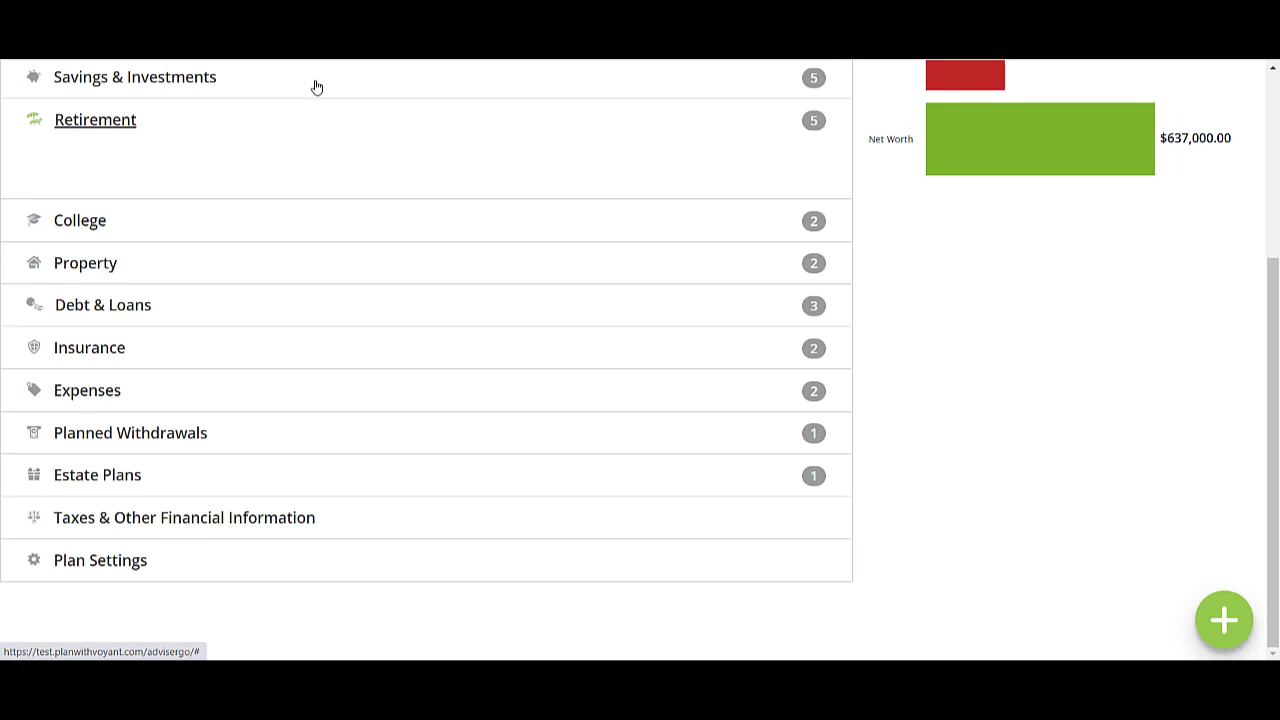 Savings & Investments 5
Retirement 5
Net Worth $637,000.00
College 2
Property 2
Debt & Loans 3
Insurance 2
Expenses 2
Planned Withdrawals 1
Estate Plans 1
Taxes & Other Financial Information
Plan Settings
https://test.planwithvoyant.com/advisergo/#